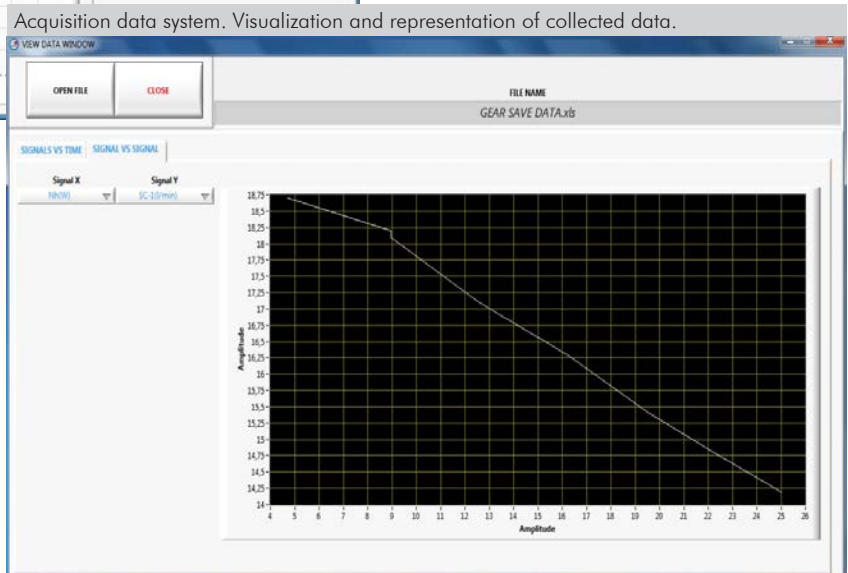 Acquisition data system. Visualization and representation of collected data.
VIEW DATA WINDOW
OPEN FILE
CLOSE
FILE NAME
GEAR SAVE DATA.xls
SIGNALS VS TIME
SIGNAL VS SIGNAL
Signal X
Signal Y
Nh(W)
SC-1(l/min)
18,75
18,5
18,25
18
17,75
17,5
17,25
17
16,75
16,5
16,25
16
15,75
15,5
15,25
15
14,75
14,5
14,25
14
Amplitude
4 5 6 7 8 9 10 11 12 13 14 15 16 17 18 19 20 21 22 23 24 25 26
Amplitude